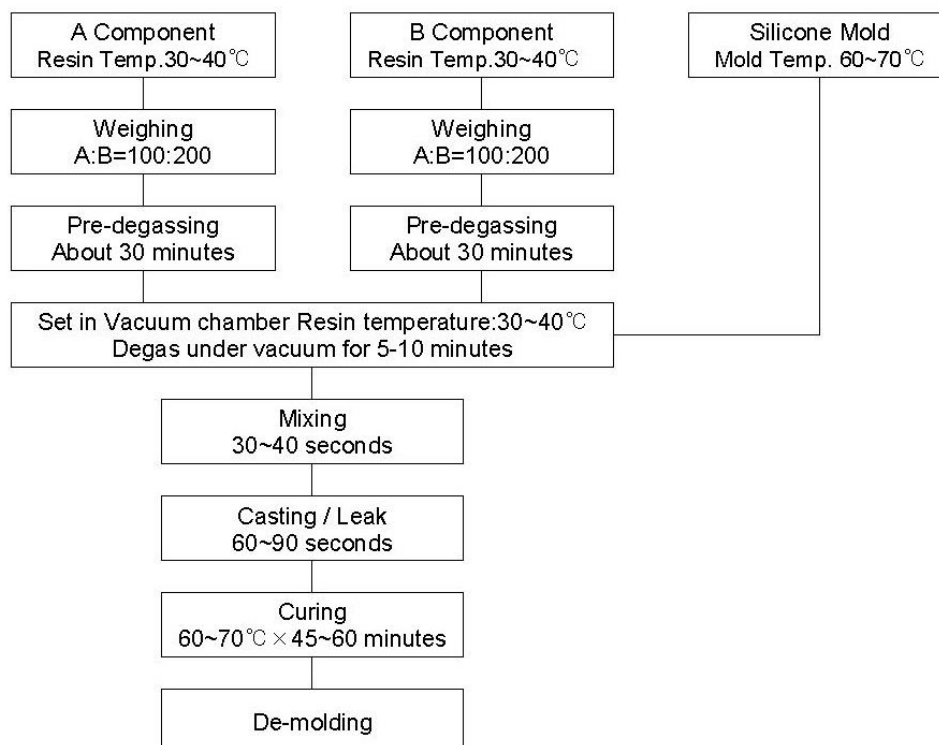 A Component
Resin Temp.30~40℃
B Component
Resin Temp.30~40℃
Silicone Mold
Mold Temp. 60~70℃
Weighing
A:B=100:200
Weighing
A:B=100:200
Pre-degassing
About 30 minutes
Pre-degassing
About 30 minutes
Set in Vacuum chamber Resin temperature:30~40℃
Degas under vacuum for 5-10 minutes
Mixing
30~40 seconds
Casting / Leak
60~90 seconds
Curing
60~70℃×45~60 minutes
De-molding